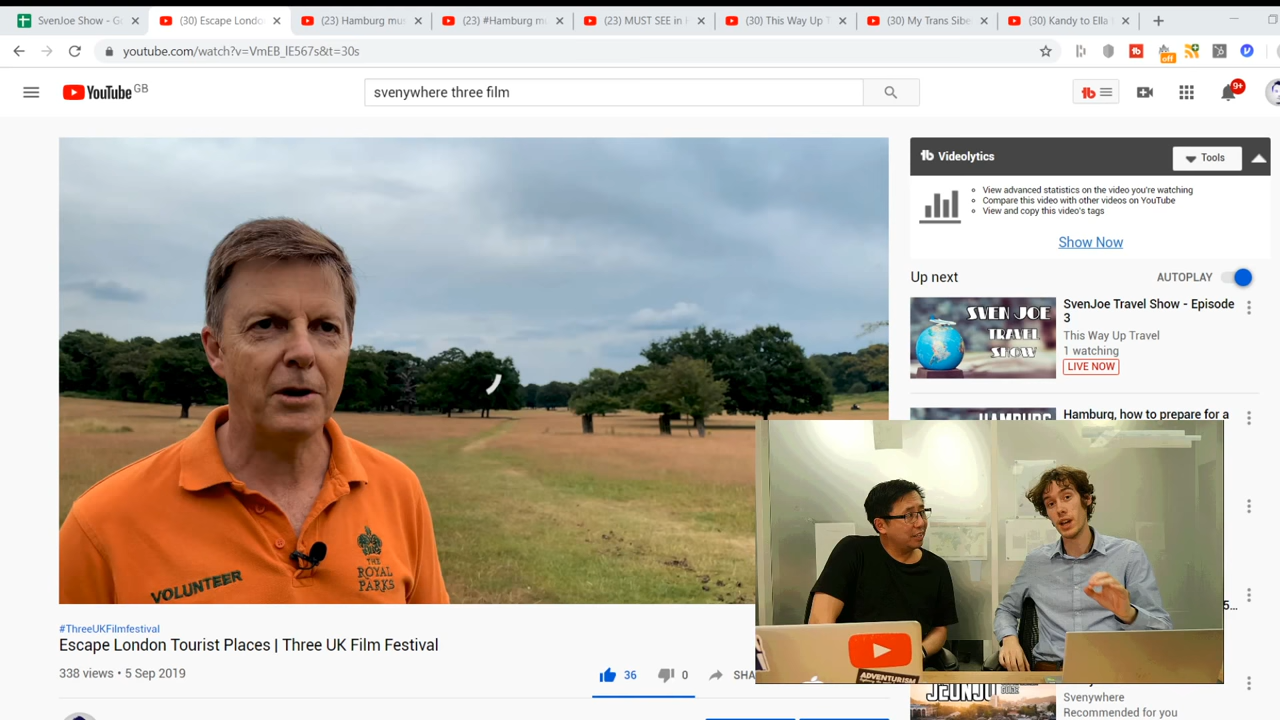 SvenJoe Show - Go
(30) Escape Londo
(23) Hamburg mu
(23) #Hamburg m
(23) MUST SEE in
(30) This Way Up T
(30) My Trans Sibe
(30) Kandy to Ella
youtube.com/watch?v=VmEB_lE567s&t=30s
off
YouTube GB
svenywhere three film
9+
Videolytics
Tools
View advanced statistics on the video you're watching
Compare this video with other videos on YouTube
View and copy this video's tags
Show Now
Up next
AUTOPLAY
SVEN JOE
TRAVEL
SHOW
SvenJoe Travel Show - Episode
3
This Way Up Travel
1 watching
LIVE NOW
HAMBURG
Hamburg, how to prepare for a
VOLUNTEER
THE
ROYAL
PARKS
5...
#ThreeUKFilmfestival
Escape London Tourist Places | Three UK Film Festival
338 views • 5 Sep 2019
36
0
SHA
ADVENTURISM
JEONJU
Svenywhere
Recommended for you